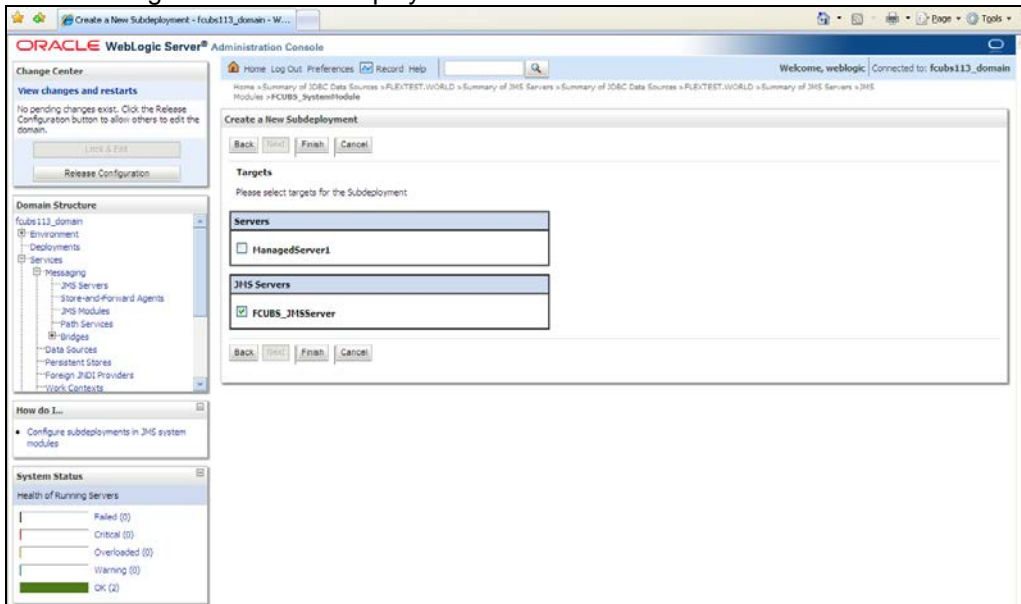 Create a New Subdeployment - fcubs113_domain - W...
Page
Tools
ORACLE WebLogic Server® Administration Console
Change Center
View changes and restarts
No pending changes exist. Click the Release
Configuration button to allow others to edit the
domain.
Lock & Edit
Release Configuration
Domain Structure
fcubs113_domain
Environment
Deployments
Services
Messaging
JMS Servers
Store-and-Forward Agents
JMS Modules
Path Services
Bridges
Data Sources
Persistent Stores
Foreign JNDI Providers
Work Contexts
How do I...
Configure subdeployments in JMS system
modules
System Status
Health of Running Servers
Failed (0)
Critical (0)
Overloaded (0)
Warning (0)
OK (2)
Home Log Out Preferences Record Help
Welcome, weblogic Connected to: fcubs113_domain
Home >Summary of JDBC Data Sources >FLEXTEST.WORLD >Summary of JMS Servers >Summary of JDBC Data Sources >FLEXTEST.WORLD >Summary of JMS Servers >JMS
Modules >FCUBS_SystemModule
Create a New Subdeployment
Back Next Finish Cancel
Targets
Please select targets for the Subdeployment
Servers
ManagedServer1
JMS Servers
FCUBS_JMSServer
Back Next Finish Cancel